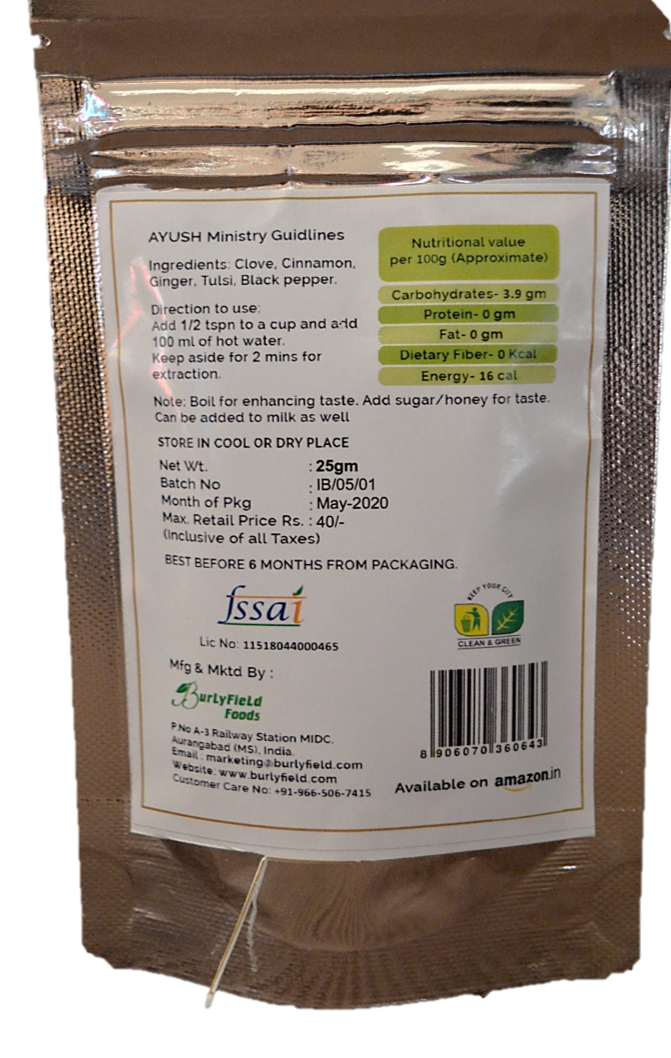 AYUSH Ministry Guidlines
Ingredients: Clove, Cinnamon,
Ginger, Tulsi, Black pepper.
Direction to use:
Add 1/2 tspn to a cup and add
100 ml of hot water.
Keep aside for 2 mins for
extraction.
Nutritional value
per 100g (Approximate)
Carbohydrates- 3.9 gm
Protein- 0 gm
Fat- 0 gm
Dietary Fiber- 0 Kcal
Energy- 16 cal
Note: Boil for enhancing taste. Add sugar/honey for taste.
Can be added to milk as well
STORE IN COOL OR DRY PLACE
Net Wt. : 25gm
Batch No : IB/05/01
Month of Pkg : May-2020
Max. Retail Price Rs. : 40/-
(Inclusive of all Taxes)
BEST BEFORE 6 MONTHS FROM PACKAGING.
fssai
Lic No: 11518044000465
KEEP YOUR CITY
CLEAN & GREEN
Mfg & Mktd By :
BurlyField
Foods
P.No A-3 Railway Station MIDC,
Aurangabad (MS), India.
Email : marketing@burlyfield.com
Website: www.burlyfield.com
Customer Care No: +91-966-506-7415
8 906070 360643
Available on amazon.in